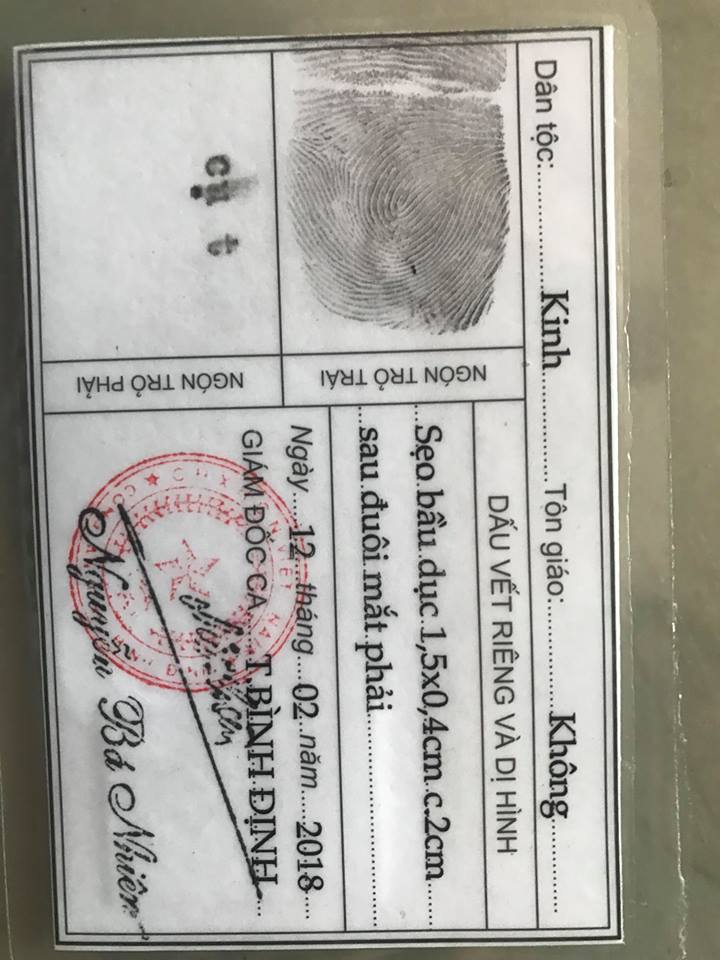 Dân tộc: Kinh Tôn giáo: Không
NGÓN TRỎ TRÁI
DẤU VẾT RIÊNG VÀ DỊ HÌNH
Sẹo bầu dục 1,5x0,4cm c.2cm
sau đuôi mắt phải
NGÓN TRỎ PHẢI
cụt
Ngày 12 tháng 02 năm 2018
GIÁM ĐỐC CA T.BÌNH ĐỊNH
Nguyễn Bá Nhiên